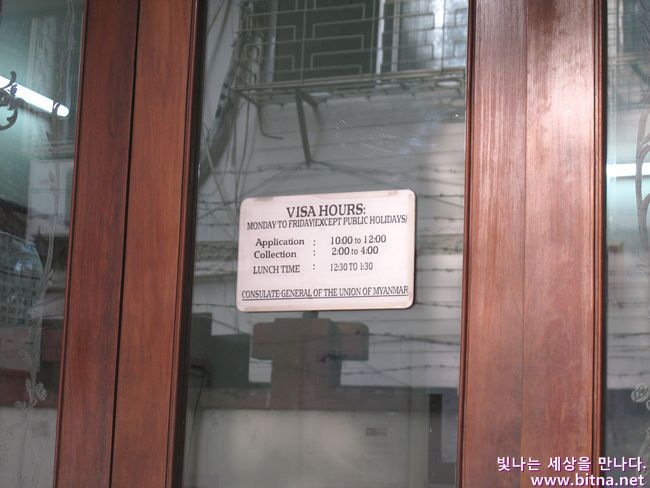 VISA HOURS:
MONDAY TO FRIDAY(EXCEPT PUBLIC HOLIDAYS)
Application : 10:00 to 12:00
Collection : 2:00 to 4:00
LUNCH TIME : 12:30 TO 1:30
CONSULATE-GENERAL OF THE UNION OF MYANMAR
빛나는 세상을 만나다.
www.bitna.net